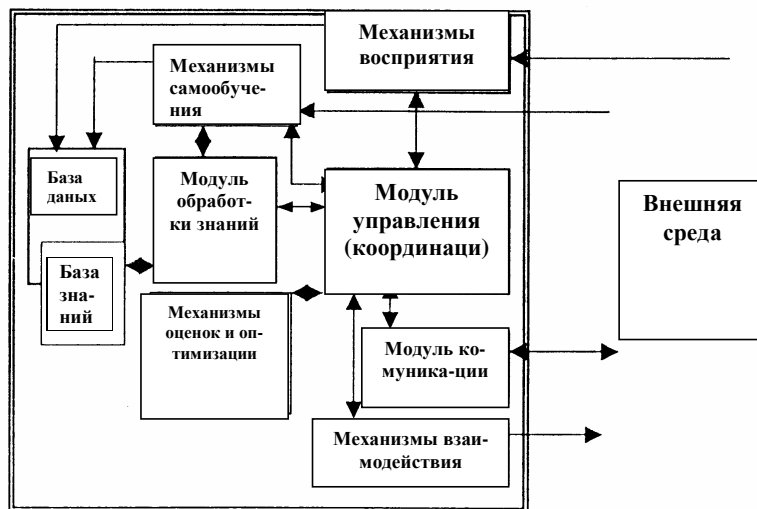 Механизмы
восприятия
Механизмы
самообуче-
ния
База
даных
Модуль
обработ-
ки знаний
Модуль
управления
(координаци)
Внешняя
среда
База
зна-
ний
Механизмы
оценок и оп-
тимизации
Модуль ко-
муника-ции
Механизмы взаи-
модействия